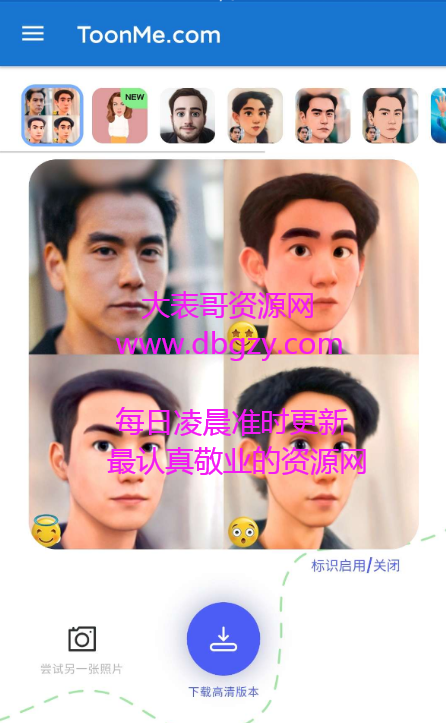 ToonMe.com
NEW
大表哥资源网
www.dbgzy.com
每日凌晨准时更新
最认真敬业的资源网
标识启用/关闭
尝试另一张照片
下载高清版本